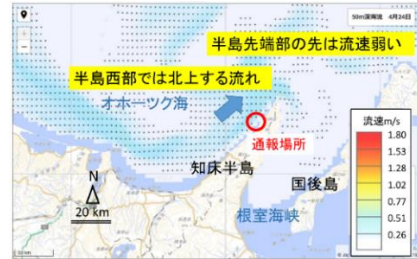 50m深海流 4月24日
半島先端部の先は流速弱い
半島西部では北上する流れ
オホーツク海
通報場所
知床半島
国後島
根室海峡
N
20 km
流速m/s
1.80
1.53
1.28
1.02
0.77
0.51
0.26